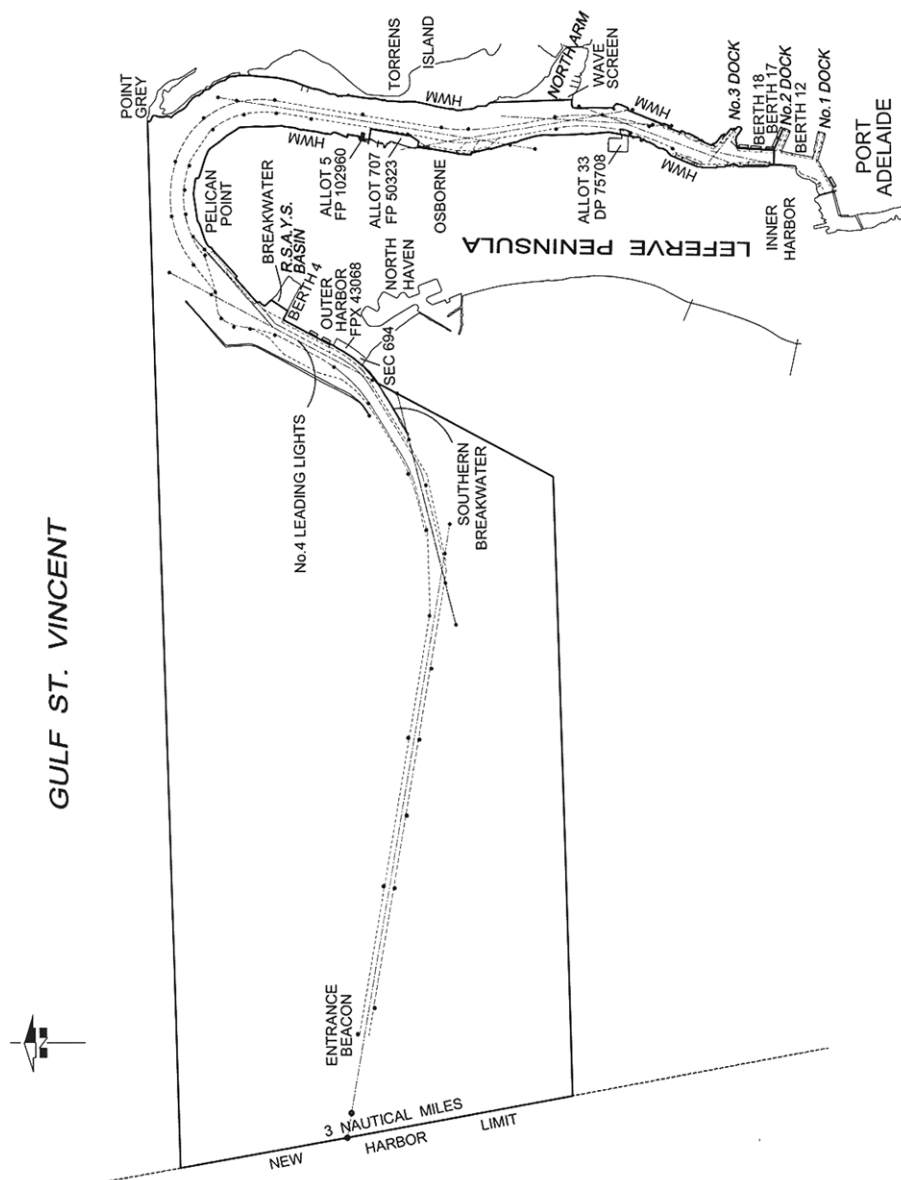 GULF ST. VINCENT
POINT
GREY
TORRENS
ISLAND
NORTH ARM
WAVE
SCREEN
HWM
HWM
No.3 DOCK
BERTH 18
BERTH 17
No.2 DOCK
BERTH 12
No.1 DOCK
PORT
ADELAIDE
HWM
ALLOT 5
FP 102960
ALLOT 707
FP 50323
OSBORNE
ALLOT 33
DP 75708
HWM
INNER
HARBOR
LEFERVE PENINSULA
PELICAN
POINT
BREAKWATER
R.S.A.Y.S.
BASIN
BERTH 4
OUTER
HARBOR
FPX 43068
NORTH
HAVEN
SEC 694
No.4 LEADING LIGHTS
SOUTHERN
BREAKWATER
ENTRANCE
BEACON
3 NAUTICAL MILES
NEW HARBOR LIMIT